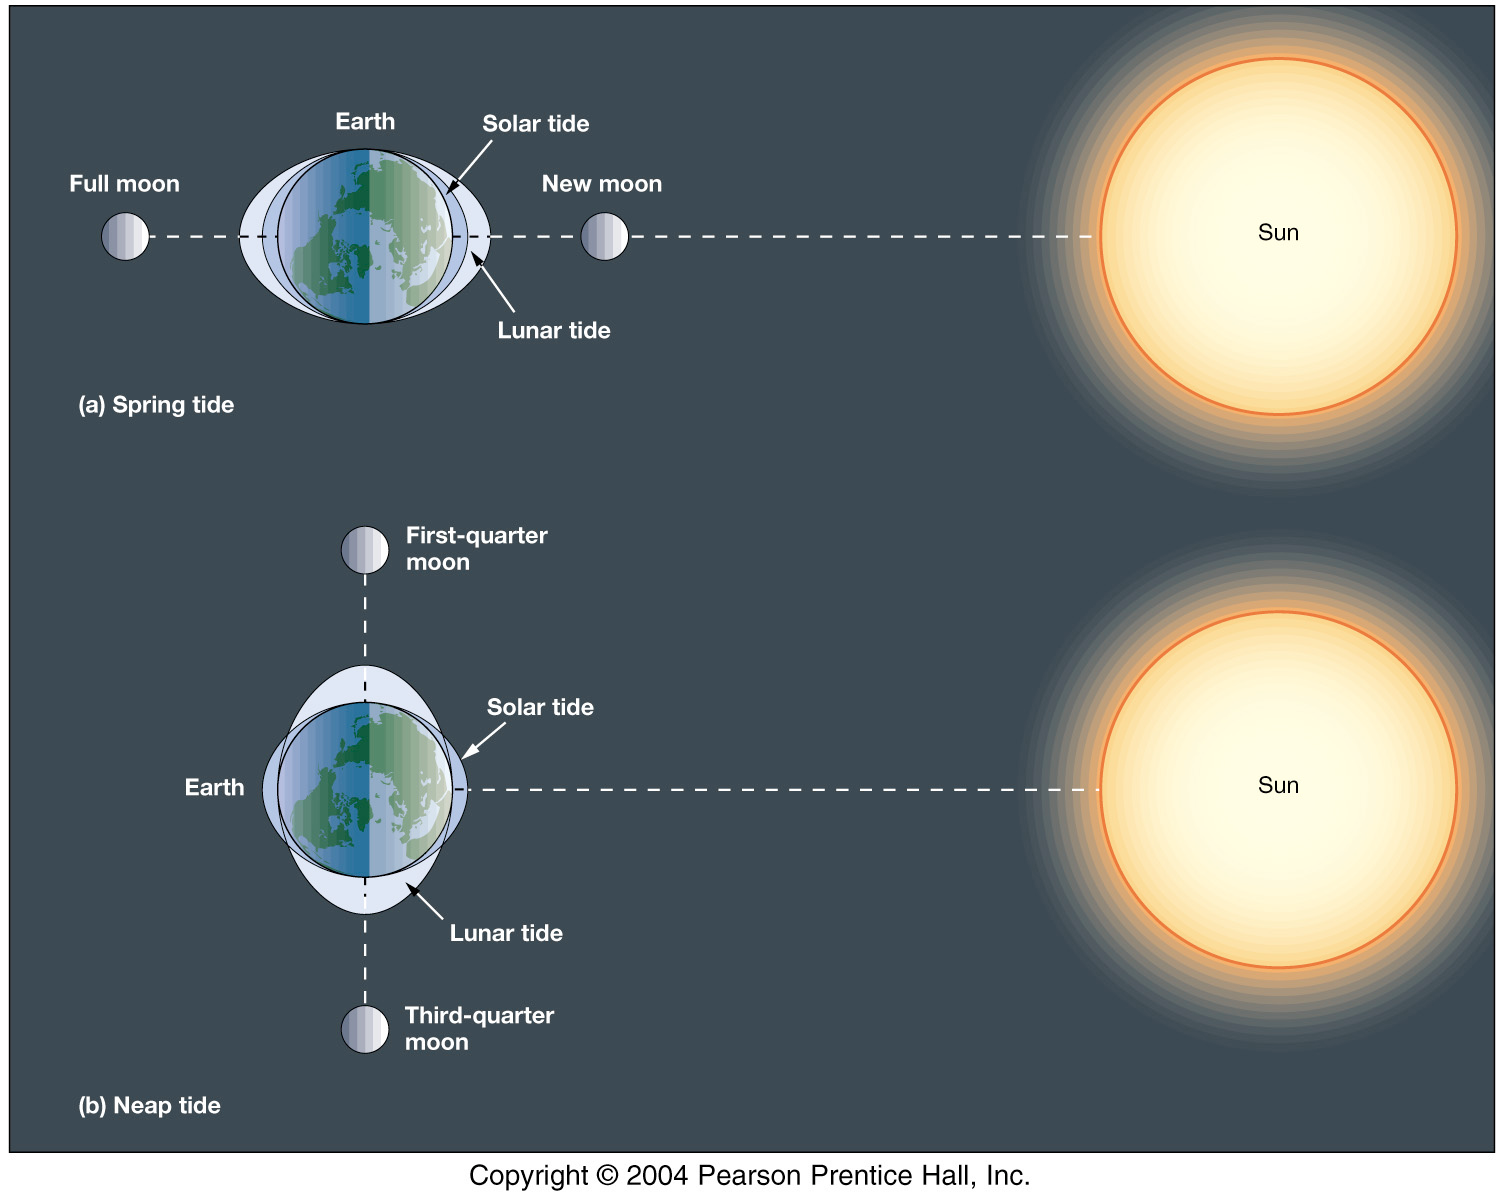 Earth
Solar tide
Full moon
New moon
Sun
Lunar tide
(a) Spring tide
First-quarter
moon
Solar tide
Earth
Sun
Lunar tide
Third-quarter
moon
(b) Neap tide
Copyright © 2004 Pearson Prentice Hall, Inc.